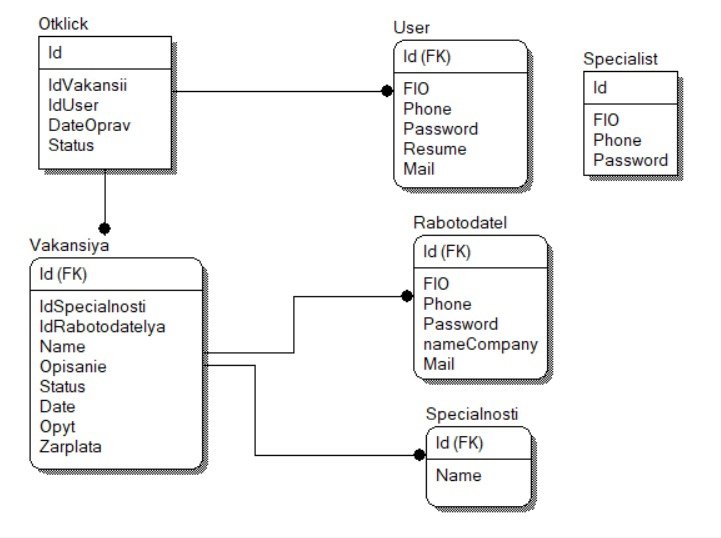 Otklick
Id
IdVakansii
IdUser
DateOprav
Status
User
Id (FK)
FIO
Phone
Password
Resume
Mail
Specialist
Id
FIO
Phone
Password
Vakansiya
Id (FK)
IdSpecialnosti
IdRabotodatelya
Name
Opisanie
Status
Date
Opyt
Zarplata
Rabotodatel
Id (FK)
FIO
Phone
Password
nameCompany
Mail
Specialnosti
Id (FK)
Name